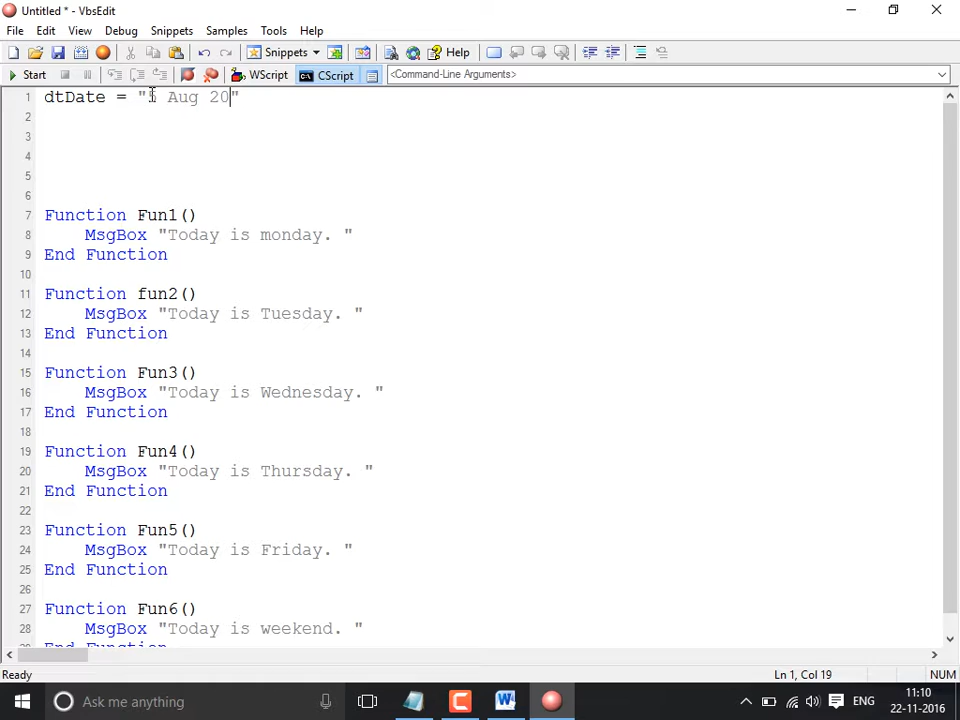 Untitled * - VbsEdit
File Edit View Debug Snippets Samples Tools Help
Snippets Help
Start WScript CScript <Command-Line Arguments>
1 dtDate = "5 Aug 20"
2
3
4
5
6
7 Function Fun1()
8 MsgBox "Today is monday. "
9 End Function
10
11 Function fun2()
12 MsgBox "Today is Tuesday. "
13 End Function
14
15 Function Fun3()
16 MsgBox "Today is Wednesday. "
17 End Function
18
19 Function Fun4()
20 MsgBox "Today is Thursday. "
21 End Function
22
23 Function Fun5()
24 MsgBox "Today is Friday. "
25 End Function
26
27 Function Fun6()
28 MsgBox "Today is weekend. "
End Function
Ready Ln 1, Col 19 NUM
Ask me anything ENG 11:10
22-11-2016